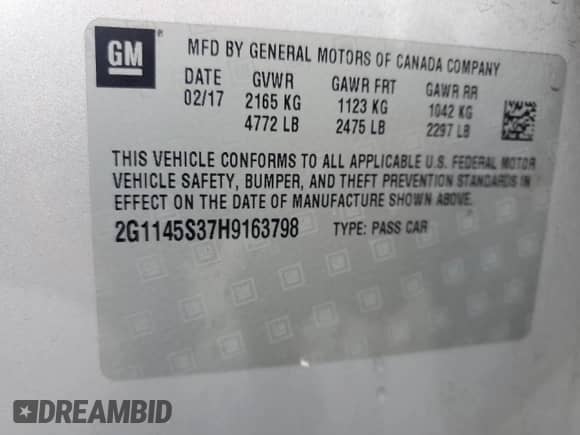 GM MFD BY GENERAL MOTORS OF CANADA COMPANY
DATE GVWR GAWR FRT GAWR RR
02/17 2165 KG 1123 KG 1042 KG
4772 LB 2475 LB 2297 LB
THIS VEHICLE CONFORMS TO ALL APPLICABLE U.S. FEDERAL MOTOR
VEHICLE SAFETY, BUMPER, AND THEFT PREVENTION STANDARDS IN
EFFECT ON THE DATE OF MANUFACTURE SHOWN ABOVE.
2G1145S37H9163798 TYPE: PASS CAR
DREAMBID